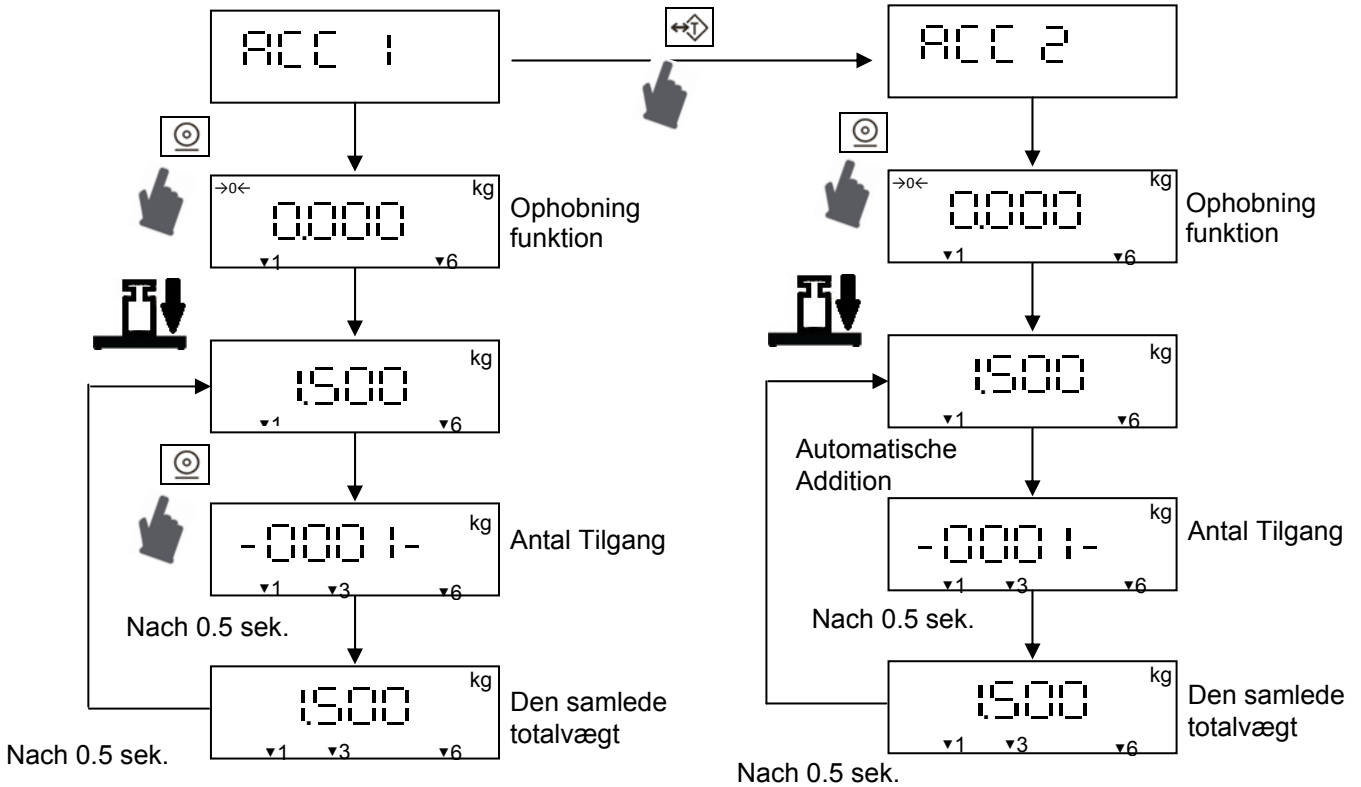 ACC 1
T
ACC 2
→0←
kg
0.000
▼1
▼6
Ophobning
funktion
kg
1.500
▼1
▼6
-0001-
kg
▼1
▼3
▼6
Antal Tilgang
Nach 0.5 sek.
1.500
kg
▼1
▼3
▼6
Den samlede
totalvægt
Nach 0.5 sek.
→0←
kg
0.000
▼1
▼6
Ophobning
funktion
kg
1.500
▼1
▼6
Automatische
Addition
-0001-
kg
▼1
▼3
▼6
Antal Tilgang
Nach 0.5 sek.
1.500
kg
▼1
▼3
▼6
Den samlede
totalvægt
Nach 0.5 sek.